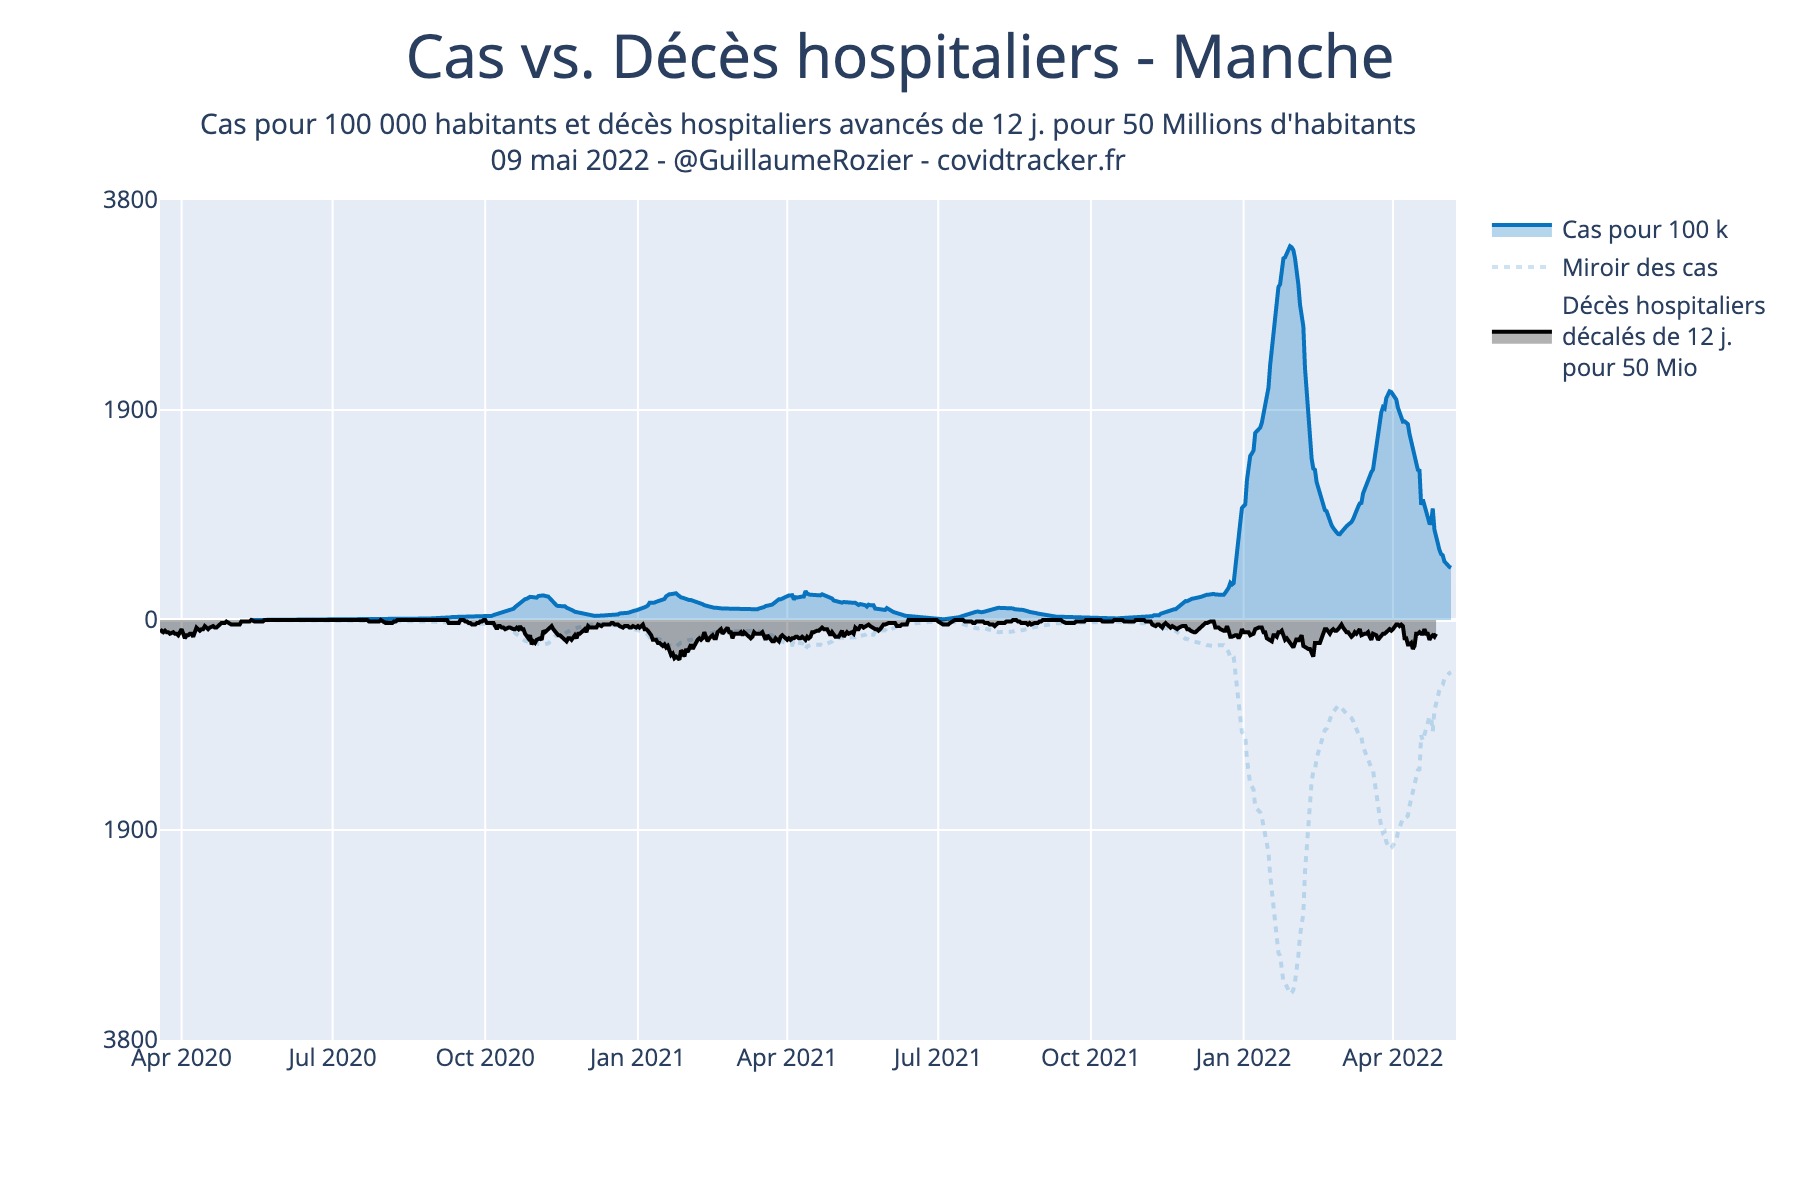 Cas vs. Décès hospitaliers - Manche
Cas pour 100 000 habitants et décès hospitaliers avancés de 12 j. pour 50 Millions d'habitants
09 mai 2022 - @GuillaumeRozier - covidtracker.fr
3800
1900
0
1900
3800
Apr 2020
Jul 2020
Oct 2020
Jan 2021
Apr 2021
Jul 2021
Oct 2021
Jan 2022
Apr 2022
Cas pour 100 k
Miroir des cas
Décès hospitaliers
décalés de 12 j.
pour 50 Mio